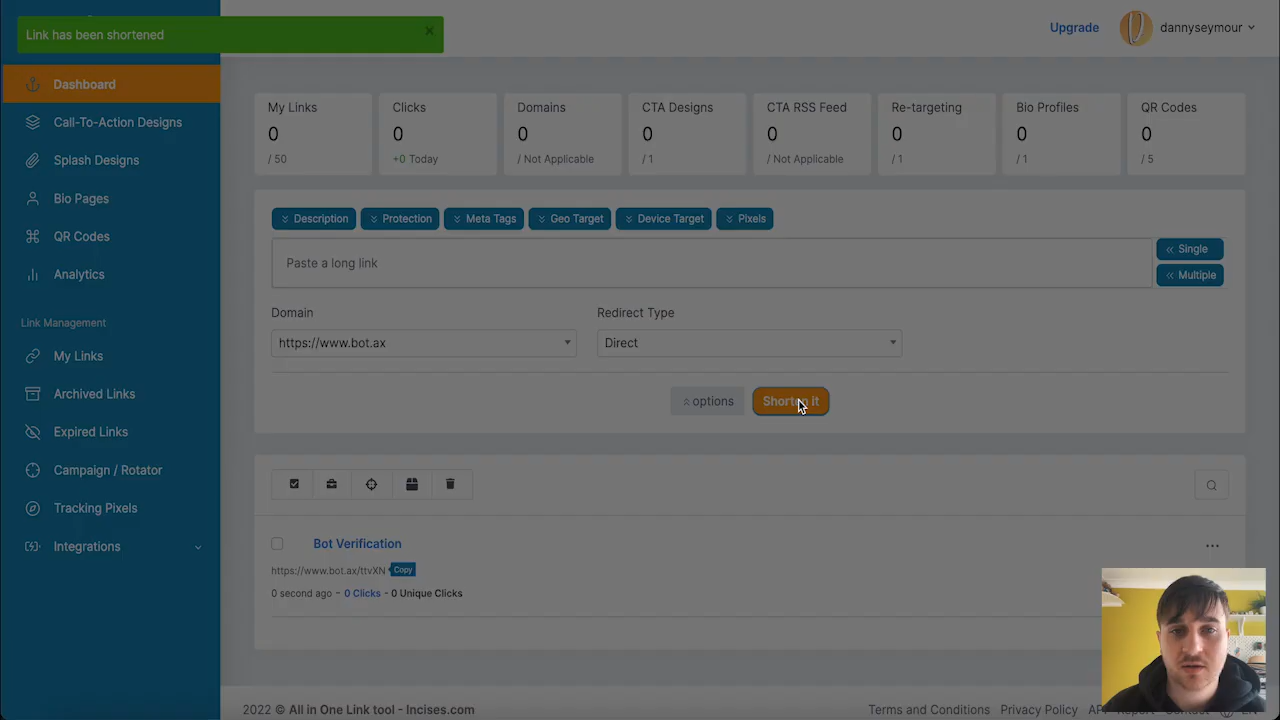 Link has been shortened
×
Upgrade
dannyseymour
Dashboard
Call-To-Action Designs
Splash Designs
Bio Pages
QR Codes
Analytics
Link Management
My Links
Archived Links
Expired Links
Campaign / Rotator
Tracking Pixels
Integrations
My Links
0
/ 50
Clicks
0
+0 Today
Domains
0
/ Not Applicable
CTA Designs
0
/ 1
CTA RSS Feed
0
/ Not Applicable
Re-targeting
0
/ 1
Bio Profiles
0
/ 1
QR Codes
0
/ 5
Description
Protection
Meta Tags
Geo Target
Device Target
Pixels
Paste a long link
Single
Multiple
Domain
https://www.bot.ax
Redirect Type
Direct
options
Shorten it
Bot Verification
https://www.bot.ax/ttvXN Copy
0 second ago - 0 Clicks - 0 Unique Clicks
2022 © All in One Link tool - Incises.com
Terms and Conditions
Privacy Policy